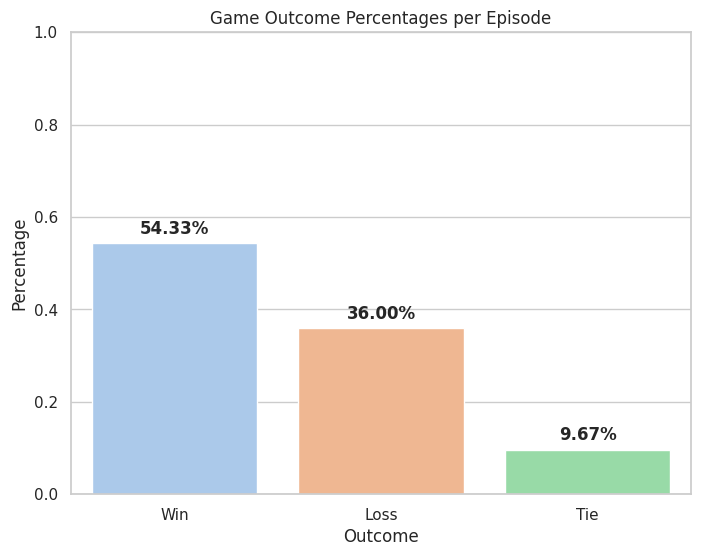 Game Outcome Percentages per Episode
1.0
0.8
0.6
0.4
0.2
0.0
Percentage
54.33%
36.00%
9.67%
Win
Loss
Tie
Outcome